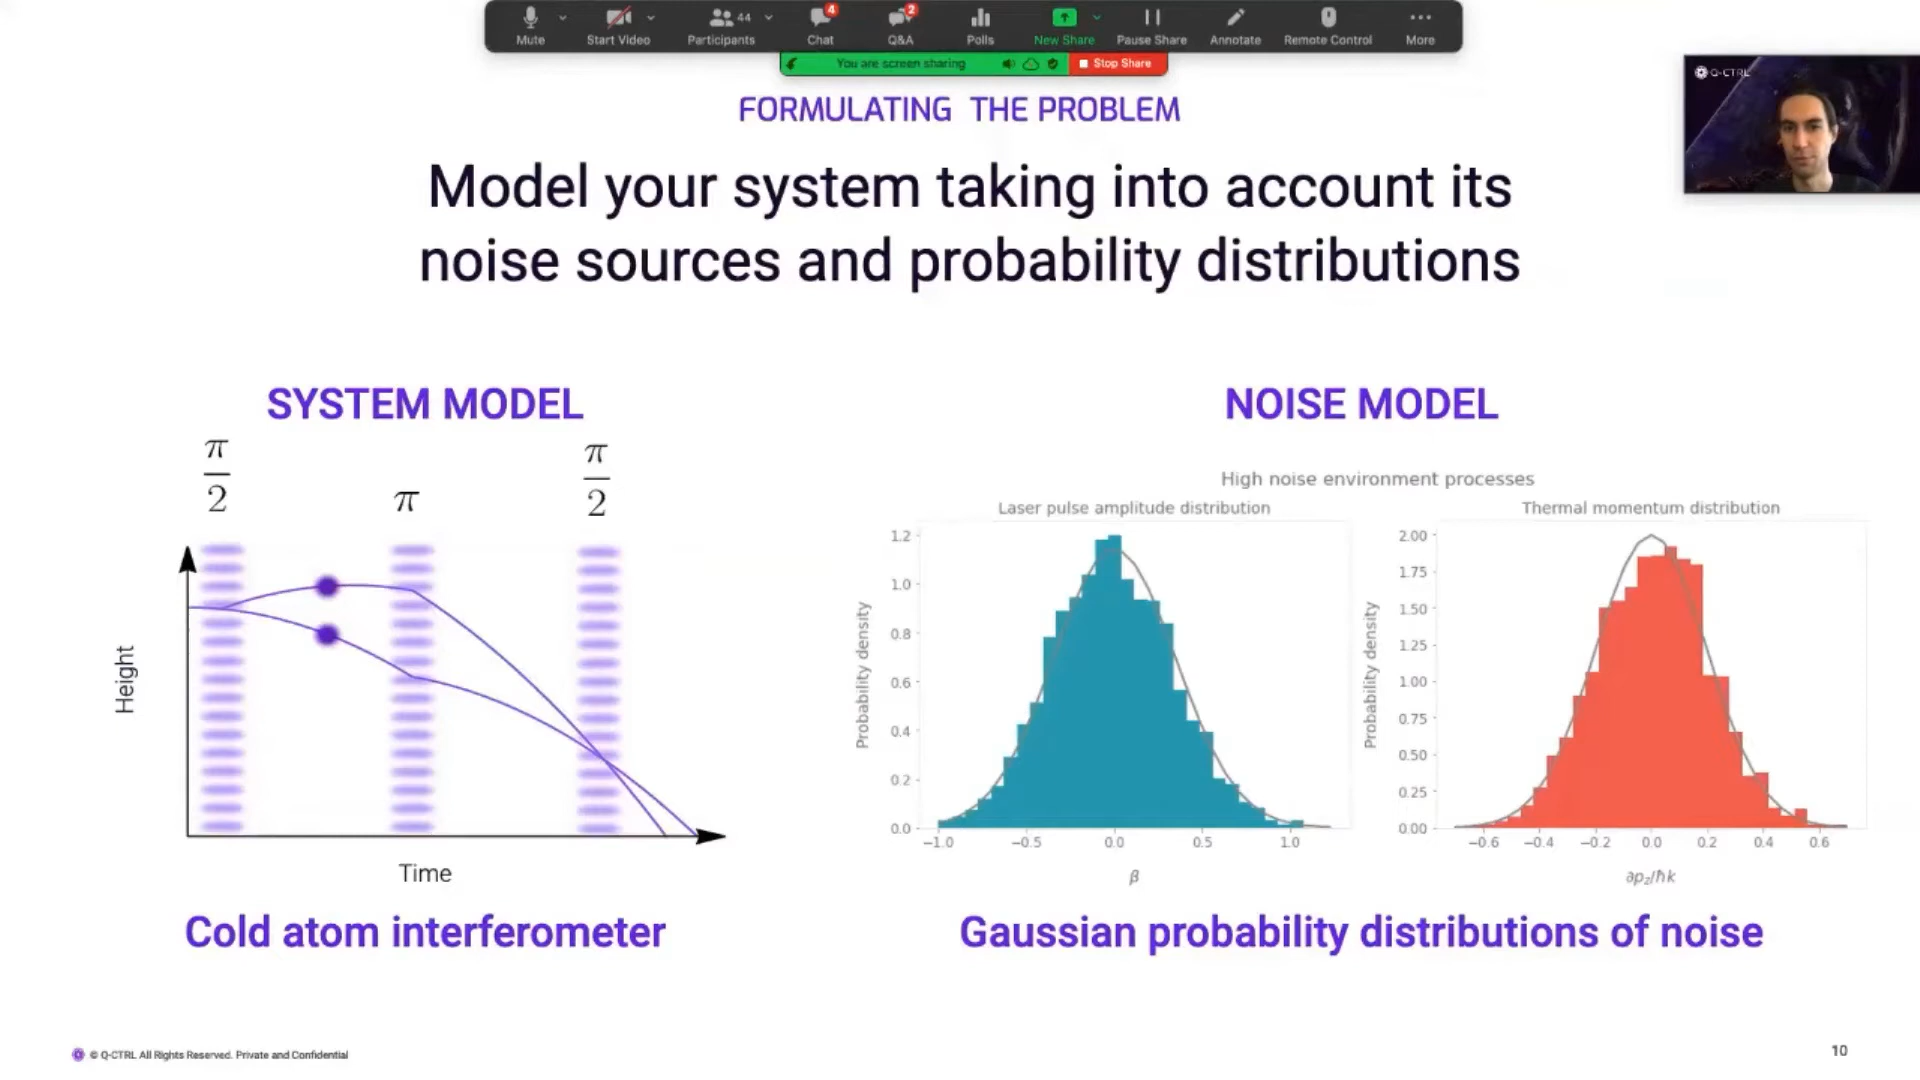 Mute
Start Video
44
Participants
4
Chat
2
Q&A
Polls
New Share
Pause Share
Annotate
Remote Control
More
You are screen sharing
Stop Share
Q-CTRL
FORMULATING THE PROBLEM
Model your system taking into account its
noise sources and probability distributions
SYSTEM MODEL
π/2
π
π/2
Height
Time
Cold atom interferometer
NOISE MODEL
High noise environment processes
Laser pulse amplitude distribution
Probability density
1.2
1.0
0.8
0.6
0.4
0.2
0.0
−1.0 −0.5 0.0 0.5 1.0
β
Thermal momentum distribution
Probability density
2.00
1.75
1.50
1.25
1.00
0.75
0.50
0.25
0.00
−0.6 −0.4 −0.2 0.0 0.2 0.4 0.6
∂p_z/ħk
Gaussian probability distributions of noise
© Q-CTRL All Rights Reserved. Private and Confidential
10